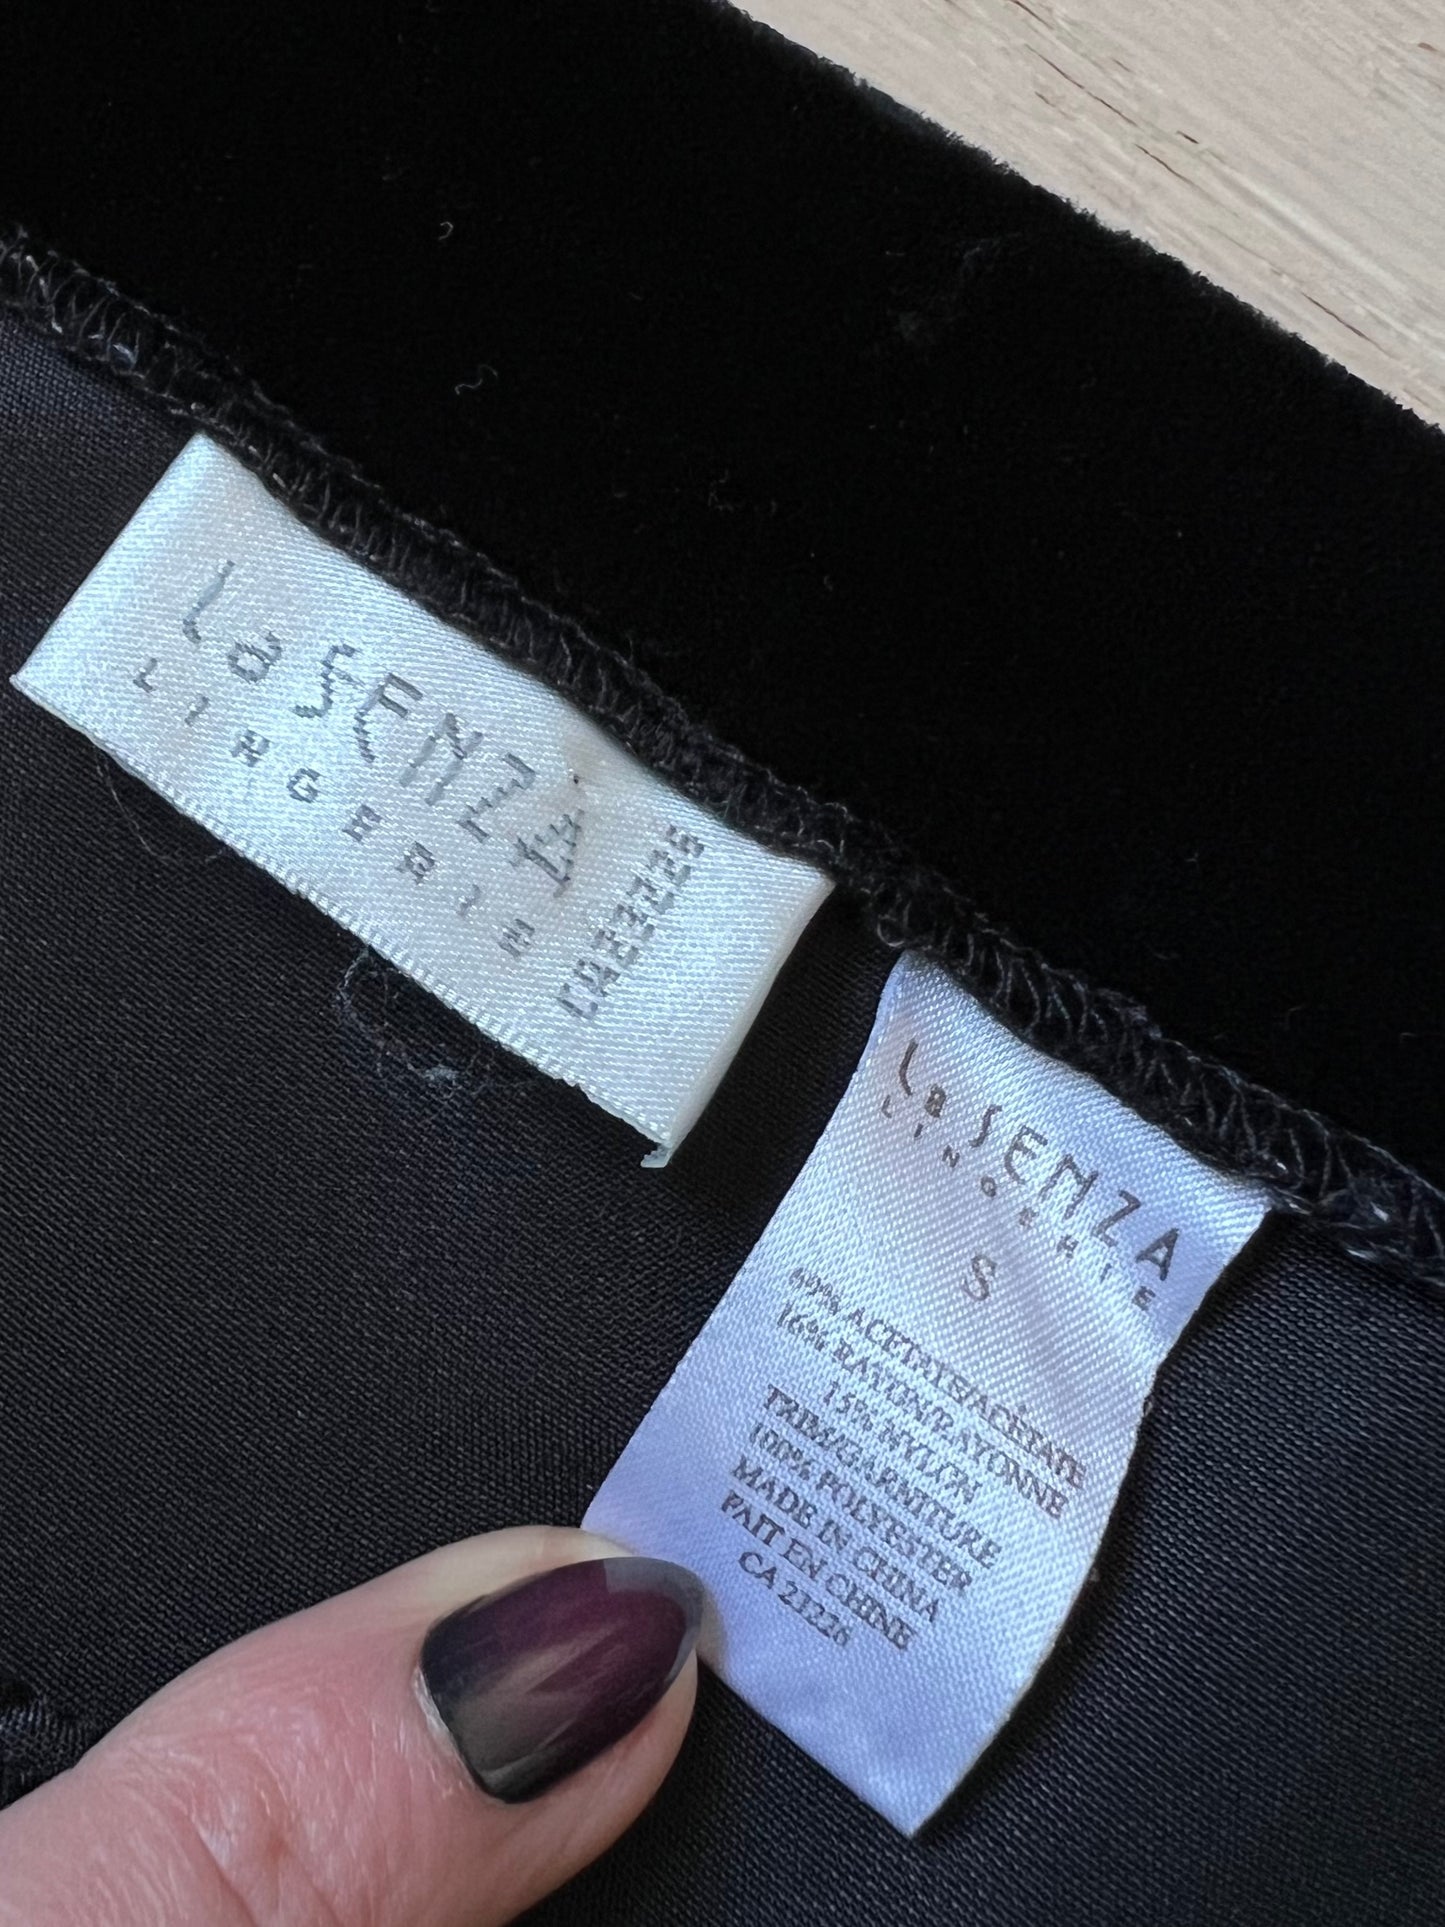 La SENZA
LINGERIE
CA21226
La SENZA
LINGERIE
S
69% ACETATE/ACÉTATE
16% RAYON/RAYONNE
15% NYLON
TRIM/GARNITURE
100% POLYESTER
MADE IN CHINA
FAIT EN CHINE
CA 21226